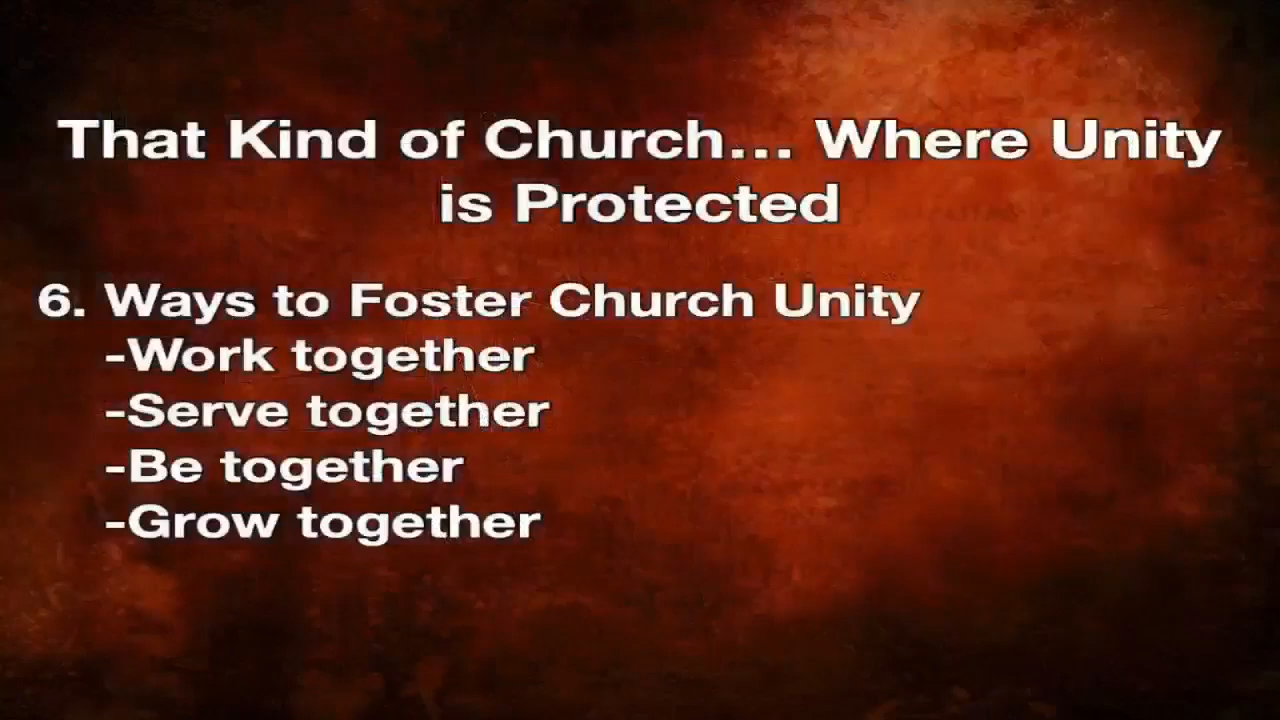 That Kind of Church... Where Unity
is Protected
6. Ways to Foster Church Unity
-Work together
-Serve together
-Be together
-Grow together